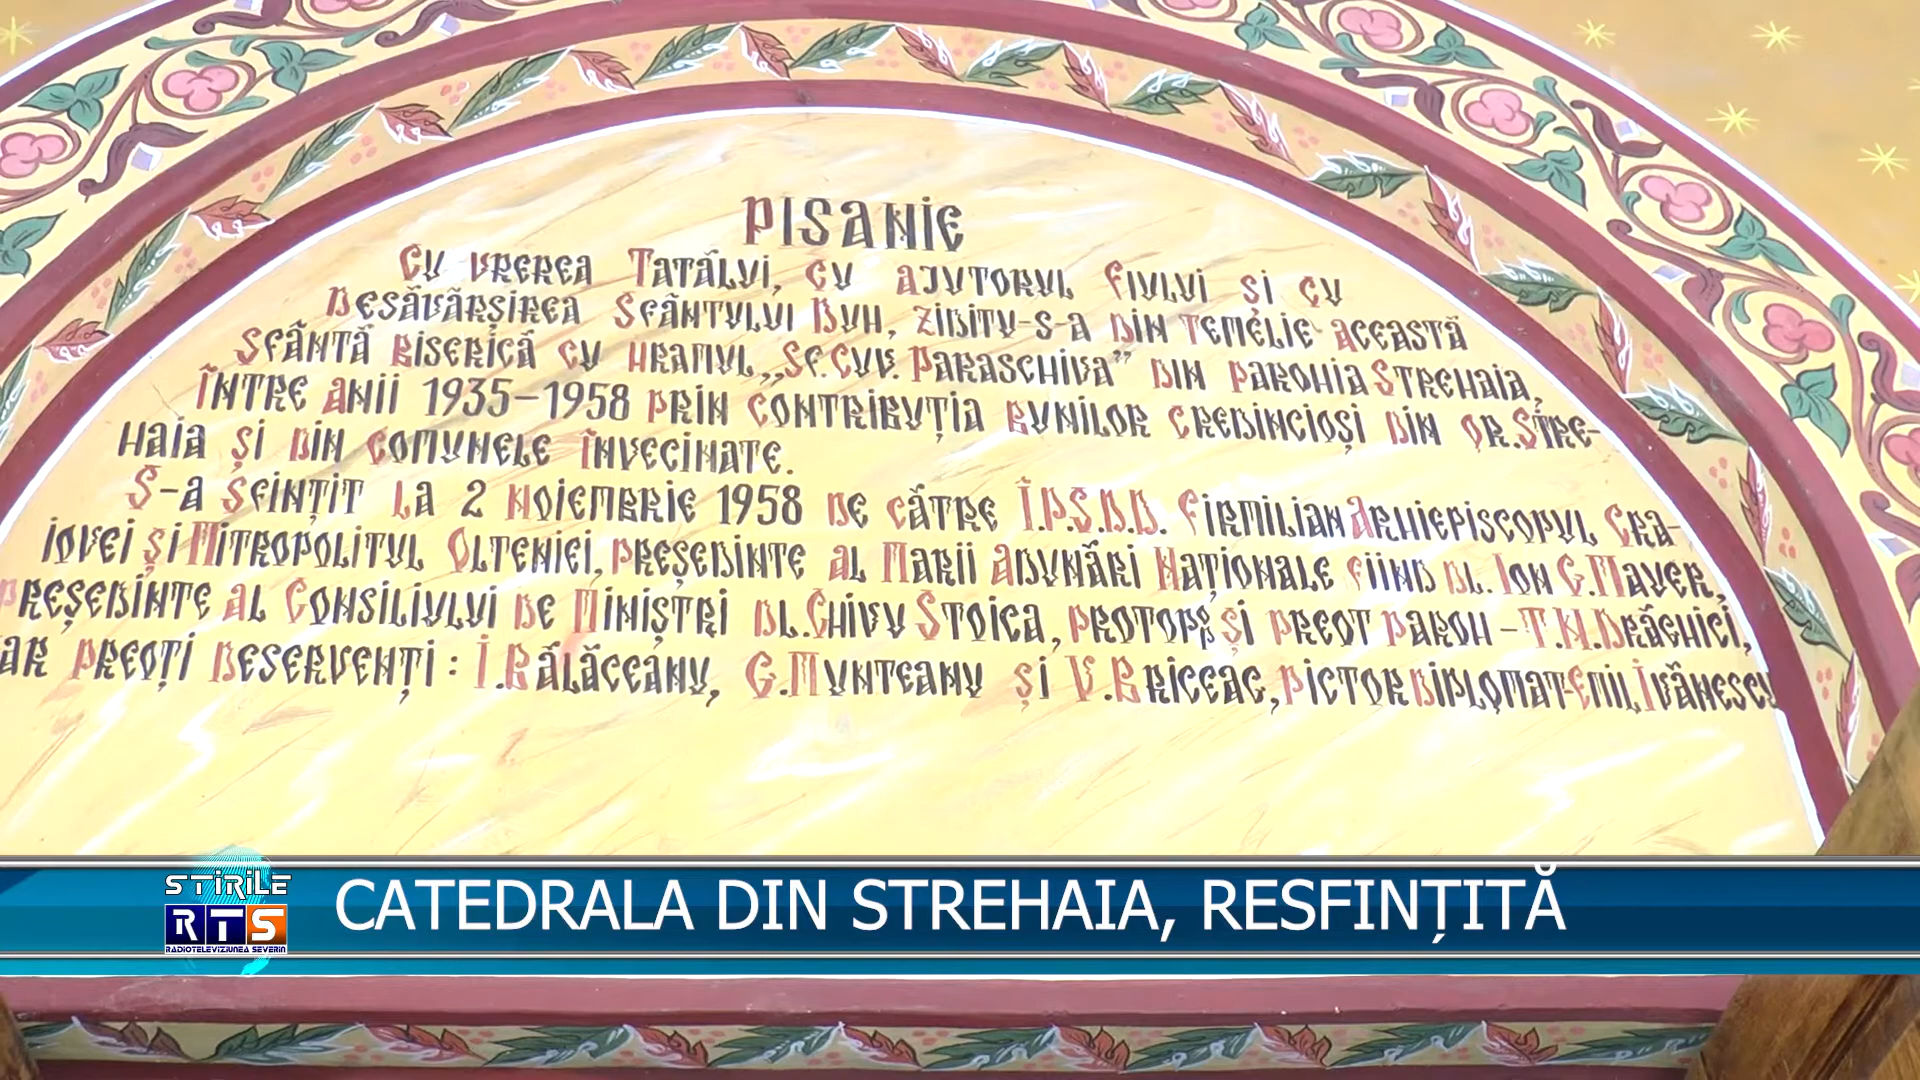 PISANIE
CU VREREA TATĂLUI, CU AJUTORUL FIULUI ȘI CU
DESĂVÂRȘIREA SFÂNTULUI DUH, ZIDITU-S-A DIN TEMELIE ACEASTĂ
SFÂNTĂ BISERICĂ CU HRAMUL „SF. CUV. PARASCHIVA” DIN PAROHIA STREHAIA,
ÎNTRE ANII 1935-1958 PRIN CONTRIBUȚIA BUNILOR CREDINCIOȘI DIN OR. STRE-
HAIA ȘI DIN COMUNELE ÎNVECINATE.
S-A SFINȚIT LA 2 NOIEMBRIE 1958 DE CĂTRE Î.P.S.D.D. FIRMILIAN ARHIEPISCOPUL CRA-
IOVEI ȘI MITROPOLITUL OLTENIEI, PREȘEDINTE AL MARII ADUNĂRI NAȚIONALE FIIND DL. ION G. MAURER,
PREȘEDINTE AL CONSILIULUI DE MINIȘTRI DL. CHIVU STOICA, PROTOP. ȘI PREOT PAROH - T.N. DRĂGHICI,
IAR PREOȚI DESERVENȚI: I. BĂLĂCEANU, G. MUNTEANU ȘI V. BRICEAG, PICTOR DIPLOMAT-EMIL IVĂNESCU
ȘTIRILE
RTS
RADIOTELEVIZIUNEA SEVERIN
CATEDRALA DIN STREHAIA, RESFINȚITĂ